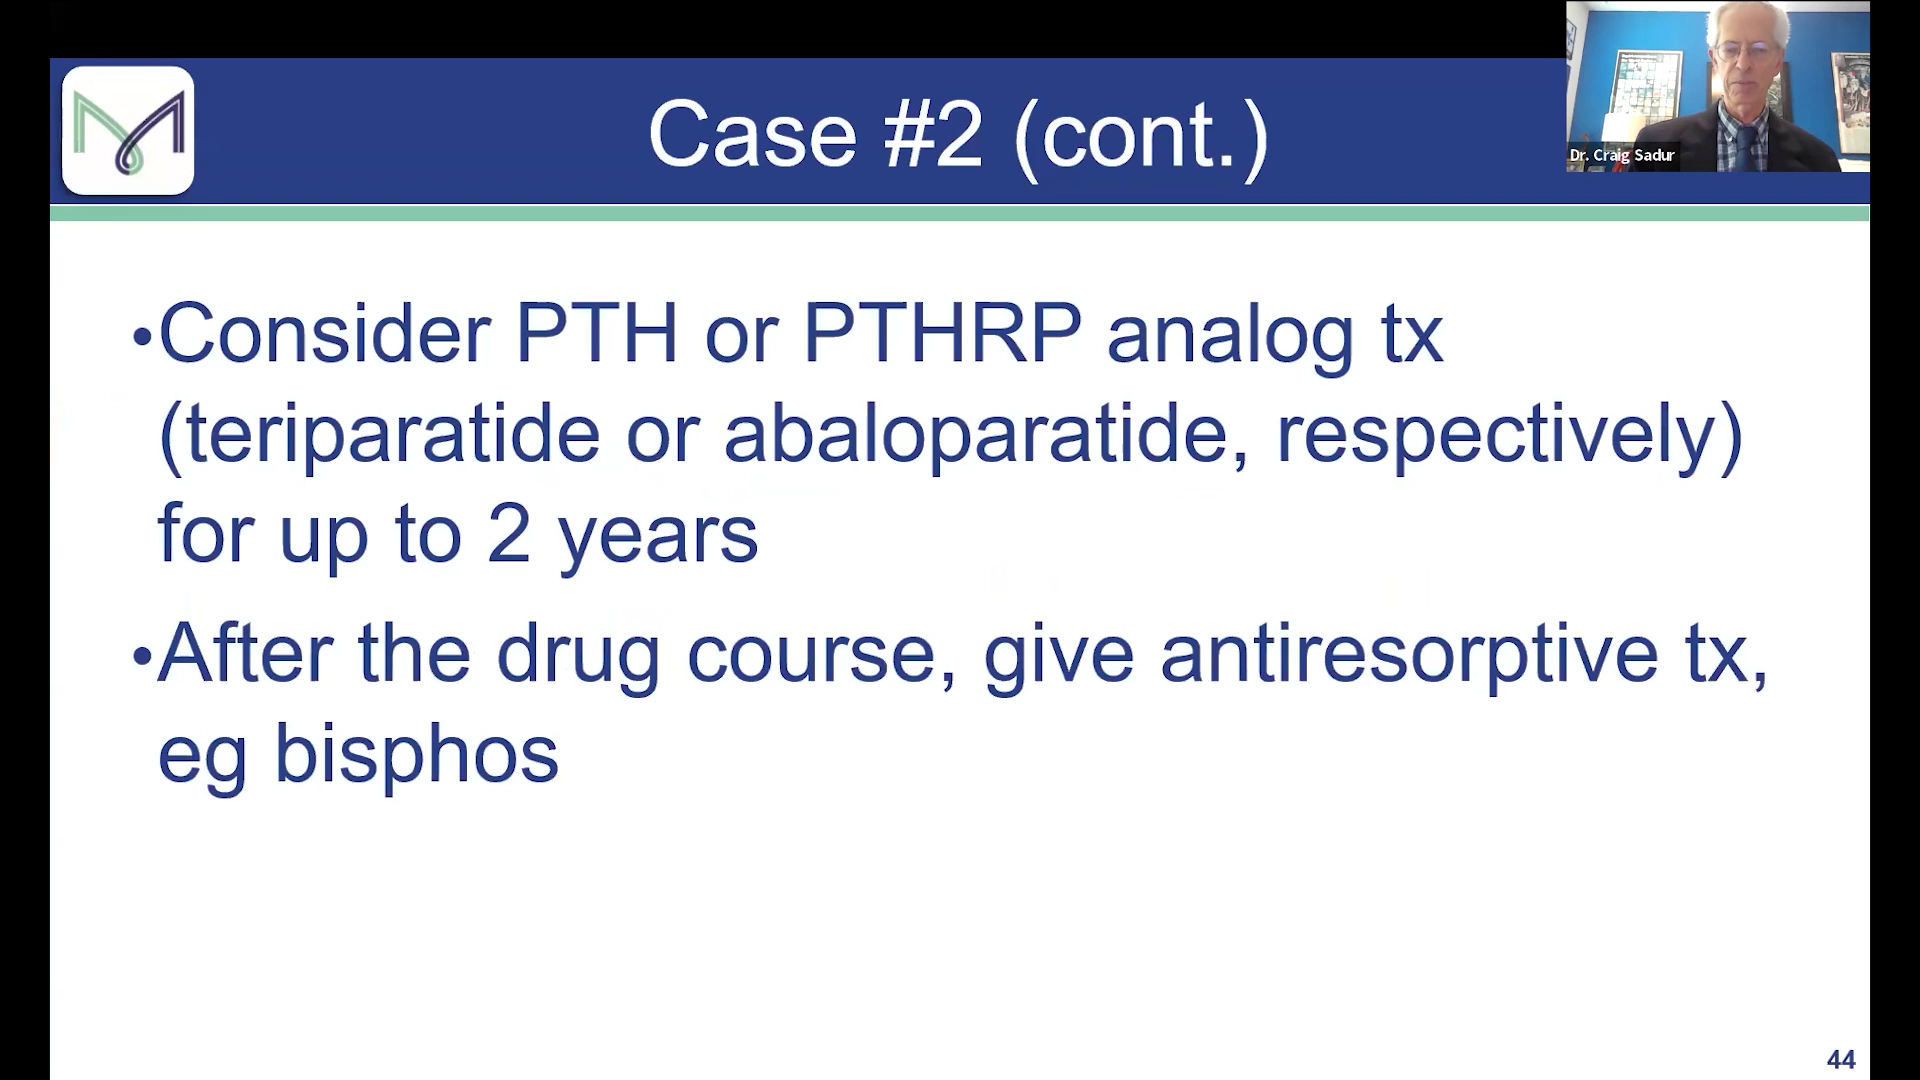 Case #2 (cont.)
Dr. Craig Sadur
•Consider PTH or PTHRP analog tx
(teriparatide or abaloparatide, respectively)
for up to 2 years
•After the drug course, give antiresorptive tx,
eg bisphos
44